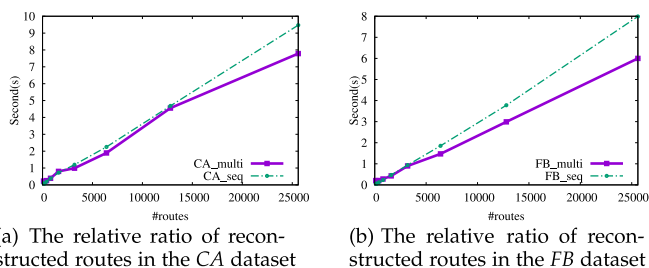 10
9
8
7
6
5
4
3
2
1
0
Second(s)
CA_multi
CA_seq
0 5000 10000 15000 20000 25000
#routes
8
7
6
5
4
3
2
1
0
Second(s)
FB_multi
FB_seq
0 5000 10000 15000 20000 25000
#routes
a) The relative ratio of recon-
structed routes in the CA dataset
(b) The relative ratio of recon-
structed routes in the FB dataset